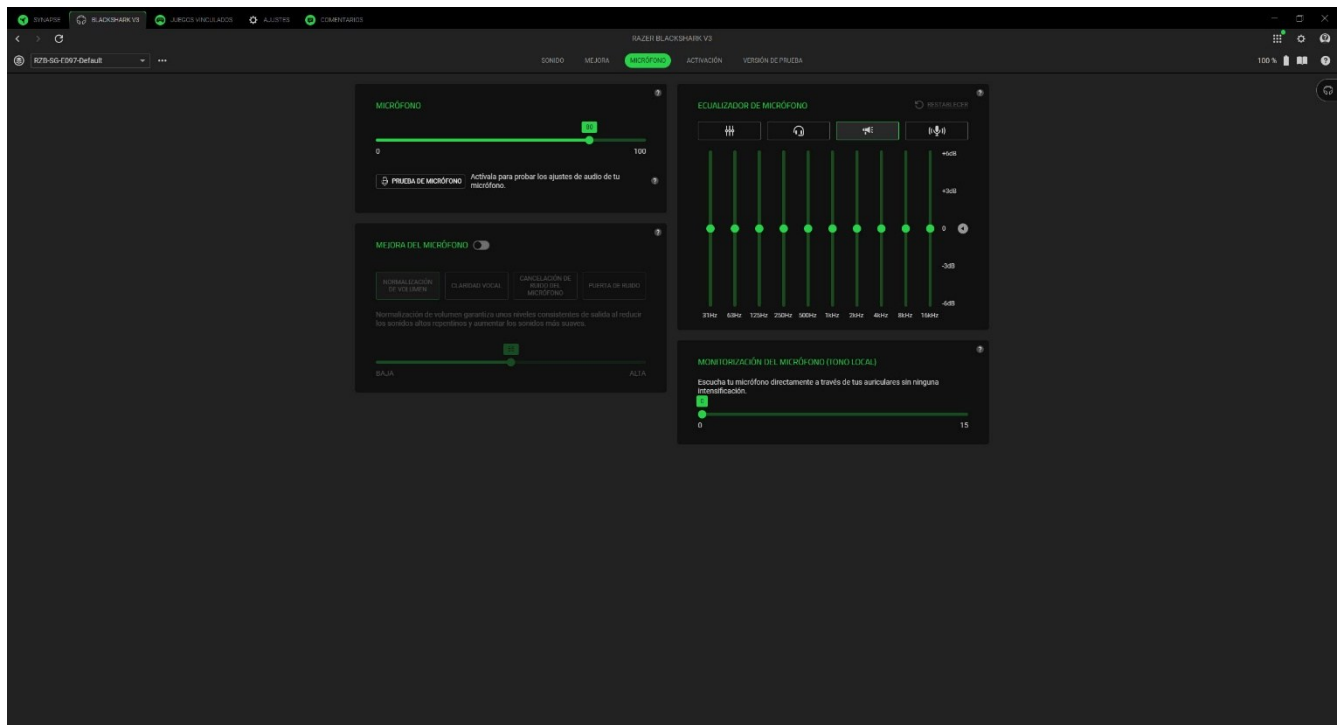 SYNAPSE
BLACKSHARK V3
JUEGOS VINCULADOS
AJUSTES
COMENTARIOS
RAZER BLACKSHARK V3
RZB-SG-E097-Default
SONIDO
MEJORA
MICRÓFONO
ACTIVACIÓN
VERSIÓN DE PRUEBA
100 %
MICRÓFONO
0
100
PRUEBA DE MICRÓFONO
Actívala para probar los ajustes de audio de tu
micrófono.
MEJORA DEL MICRÓFONO
NORMALIZACIÓN
DE VOLUMEN
CLARIDAD VOCAL
CANCELACIÓN DE
RUIDO DEL
MICRÓFONO
PUERTA DE RUIDO
Normalización de volumen garantiza unos niveles consistentes de salida al reducir
los sonidos altos repentinos y aumentar los sonidos más suaves.
BAJA
ALTA
ECUALIZADOR DE MICRÓFONO
RESTABLECER
+6dB
+3dB
0
-3dB
-6dB
31Hz 63Hz 125Hz 250Hz 500Hz 1kHz 2kHz 4kHz 8kHz 16kHz
MONITORIZACIÓN DEL MICRÓFONO (TONO LOCAL)
Escucha tu micrófono directamente a través de tus auriculares sin ninguna
intensificación.
0
0
15